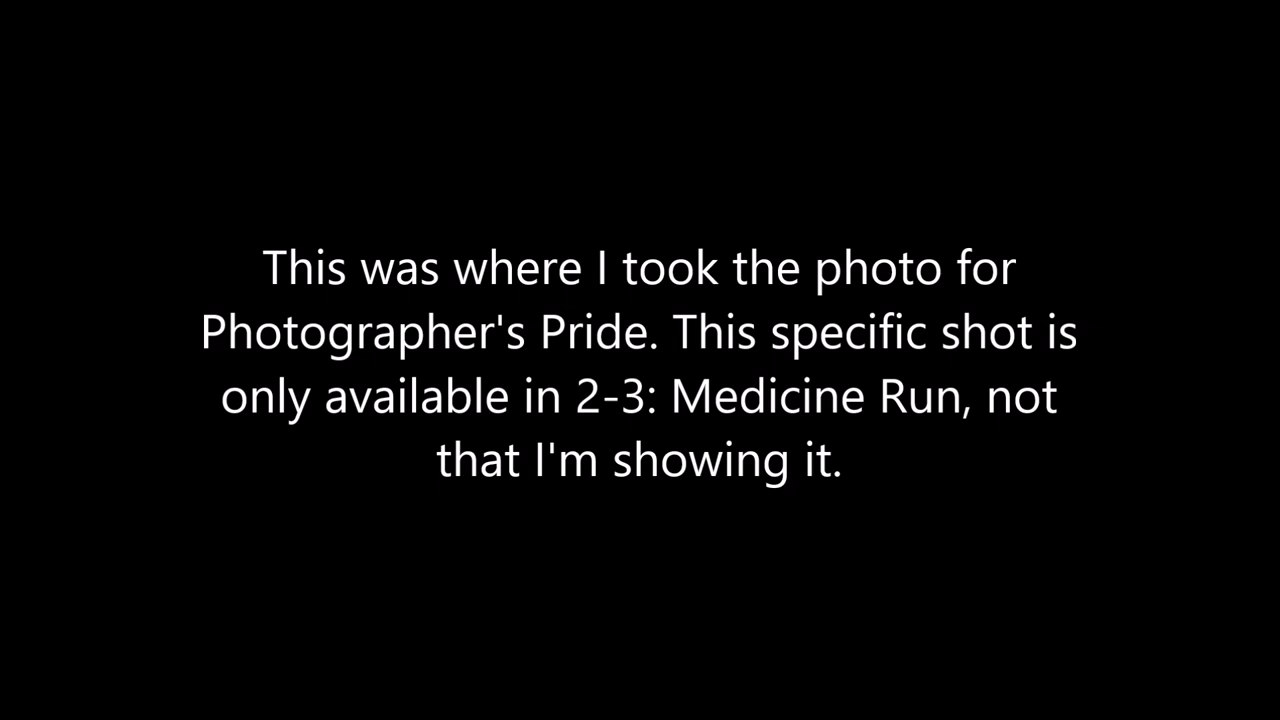 This was where I took the photo for
Photographer's Pride. This specific shot is
only available in 2-3: Medicine Run, not
that I'm showing it.